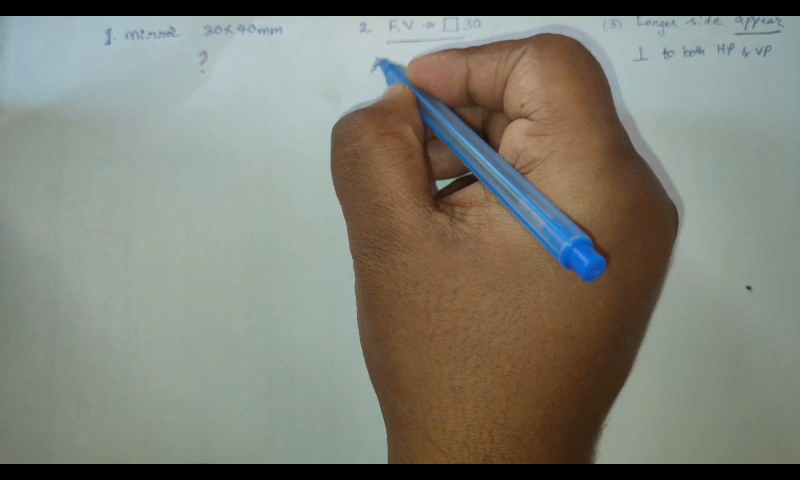 1. mirror 30x40mm
?
2. F.V → □ 30
(3) Longer side appear
⊥ to both HP & VP